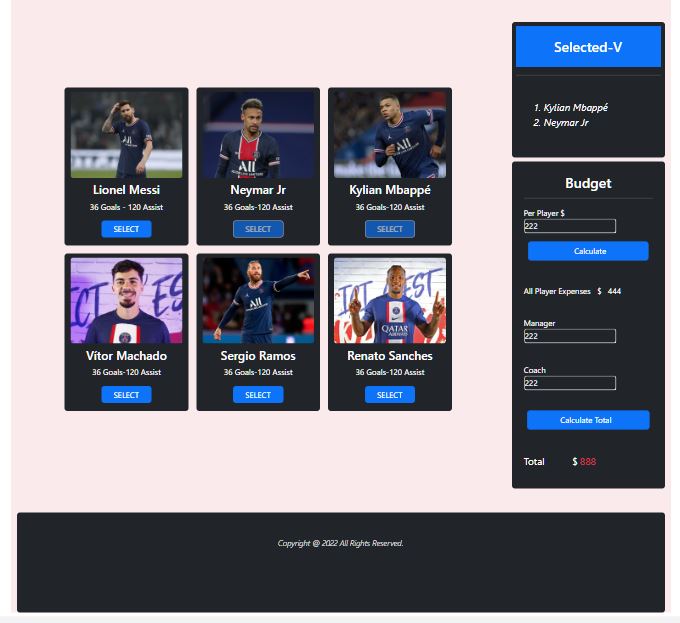 Selected-V
1. Kylian Mbappé
2. Neymar Jr
Lionel Messi
36 Goals - 120 Assist
SELECT
Neymar Jr
36 Goals-120 Assist
SELECT
Kylian Mbappé
36 Goals-120 Assist
SELECT
Vítor Machado
36 Goals-120 Assist
SELECT
Sergio Ramos
36 Goals-120 Assist
SELECT
Renato Sanches
36 Goals-120 Assist
SELECT
Budget
Per Player $
222
Calculate
All Player Expenses $ 444
Manager
222
Coach
222
Calculate Total
Total $ 888
Copyright @ 2022 All Rights Reserved.